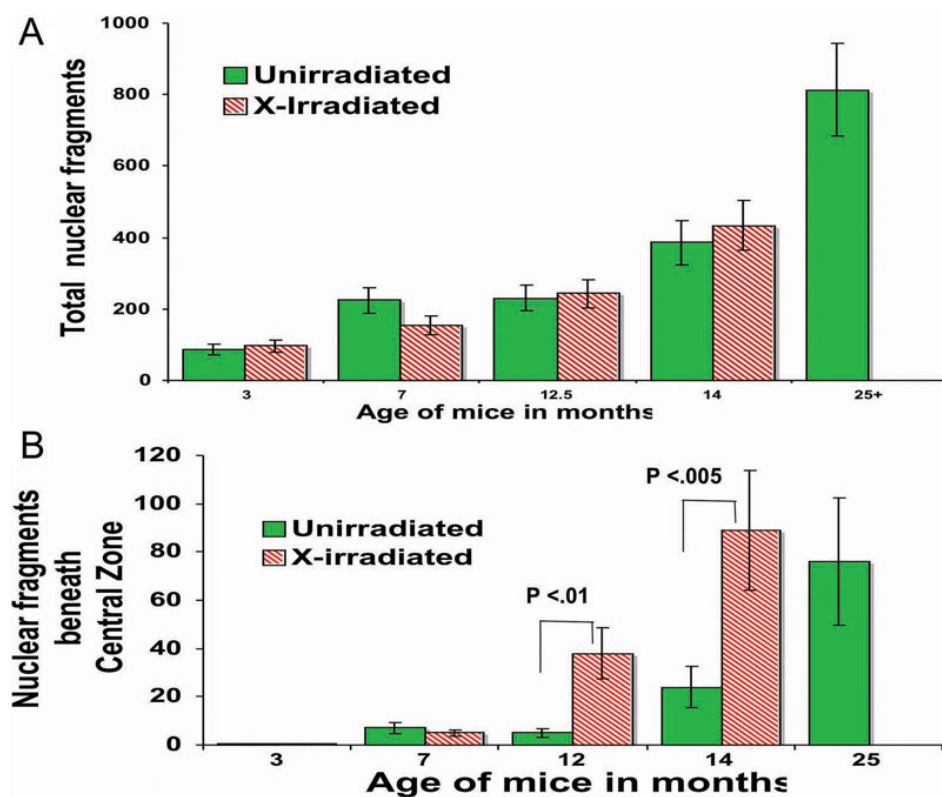 A
1000
800
600
400
200
0
Total nuclear fragments
Unirradiated
X-Irradiated
3 7 12.5 14 25+
Age of mice in months
B
120
100
80
60
40
20
0
Nuclear fragments
beneath
Central Zone
Unirradiated
X-irradiated
P <.01
P <.005
3 7 12 14 25
Age of mice in months